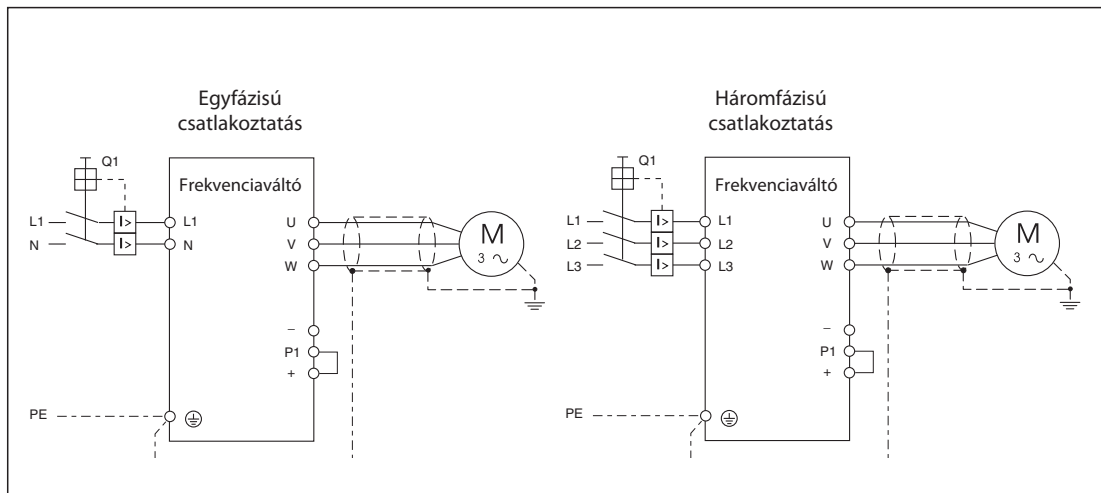 Egyfázisú
csatlakoztatás
Q1
Frekvenciaváltó
L1
I>
L1
N
I>
N
U
V
W
M
3 ~
−
P1
+
PE
Háromfázisú
csatlakoztatás
Q1
Frekvenciaváltó
L1
I>
L1
L2
I>
L2
L3
I>
L3
U
V
W
M
3 ~
−
P1
+
PE